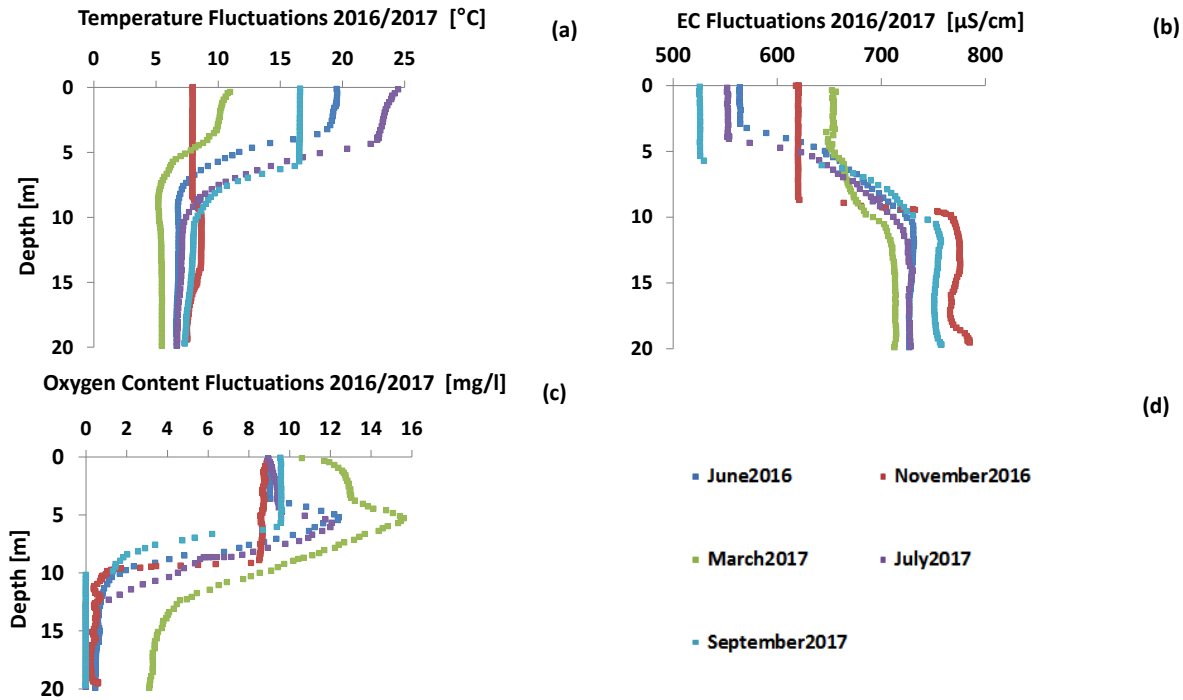 Temperature Fluctuations 2016/2017 [°C]
(a)
0 5 10 15 20 25
0
5
10
15
20
Depth [m]
EC Fluctuations 2016/2017 [µS/cm]
(b)
500 600 700 800
0
5
10
15
20
Oxygen Content Fluctuations 2016/2017 [mg/l]
(c)
0 2 4 6 8 10 12 14 16
0
5
10
15
20
Depth [m]
(d)
June2016 November2016
March2017 July2017
September2017